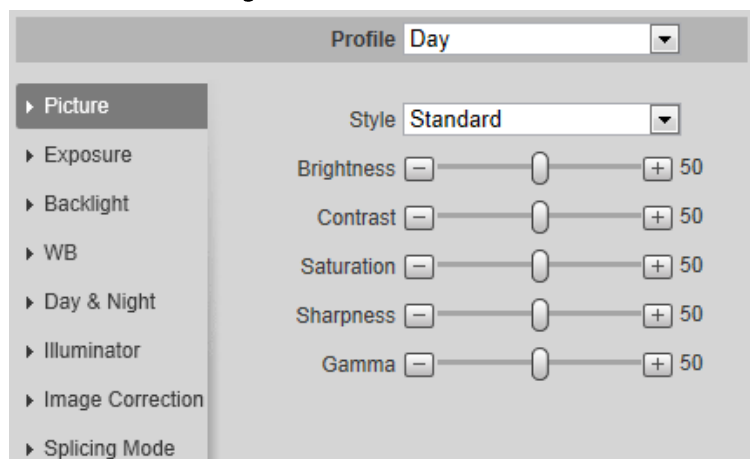 Profile Day
Picture
Exposure
Backlight
WB
Day & Night
Illuminator
Image Correction
Splicing Mode
Style Standard
Brightness 50
Contrast 50
Saturation 50
Sharpness 50
Gamma 50